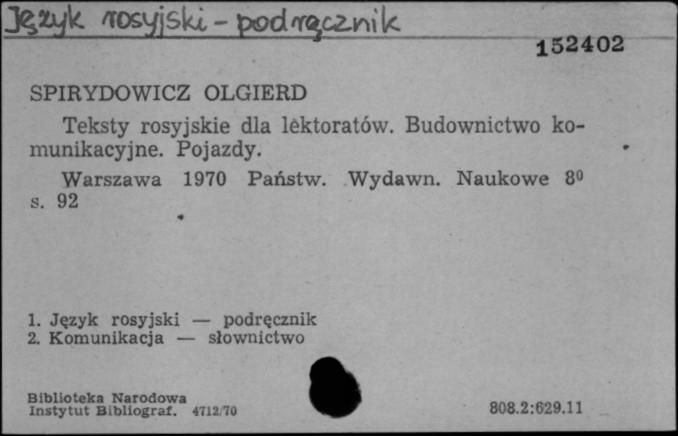 Język rosyjski - podręcznik
152402
SPIRYDOWICZ OLGIERD
Teksty rosyjskie dla lektoratów. Budownictwo ko-
munikacyjne. Pojazdy.
Warszawa 1970 Państw. Wydawn. Naukowe 8⁰
s. 92
1. Język rosyjski — podręcznik
2. Komunikacja — słownictwo
Biblioteka Narodowa
Instytut Bibliograf. 4712/70
808.2:629.11